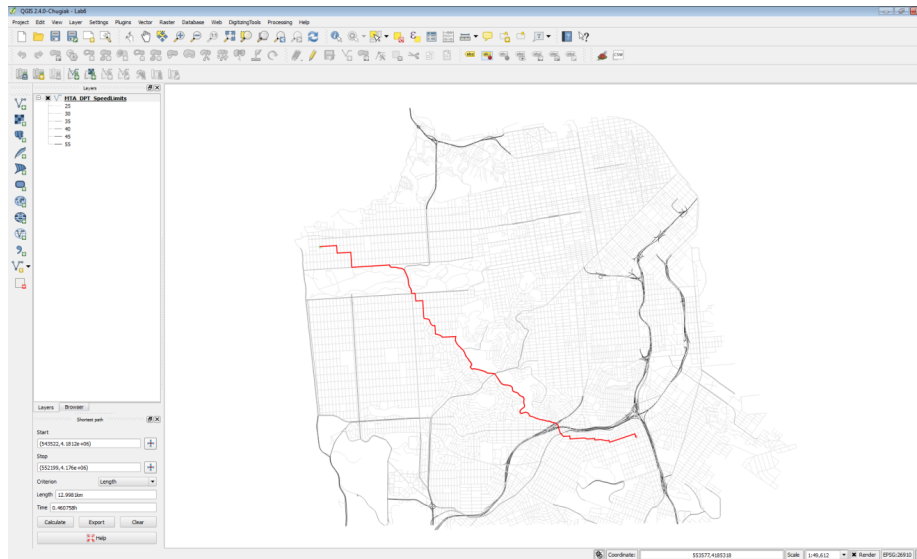 QGIS 2.4.0-Chugiak - Lab6
Project Edit View Layer Settings Plugins Vector Raster Database Web DigitizingTools Processing Help
Layers
MTA_DPT_SpeedLimits
25
30
35
40
45
55
Layers Browser
Shortest path
Start
(543522,4.1812e+06)
Stop
(552199,4.176e+06)
Criterion Length
Length 12.9981km
Time 0.460758h
Calculate Export Clear
Help
Coordinate: 553577,4185318 Scale 1:49,612 Render EPSG:26910